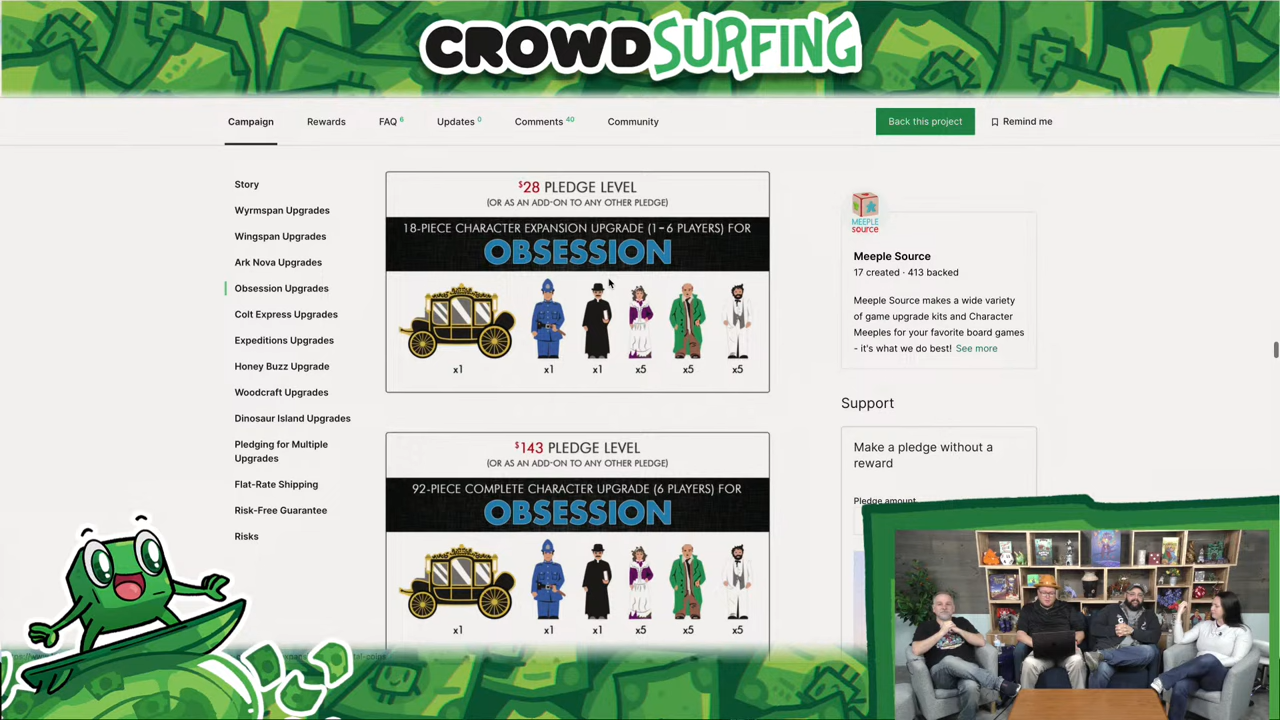 CROWDSURFING
Campaign
Rewards
FAQ 6
Updates 0
Comments 40
Community
Back this project
Remind me
Story
Wyrmspan Upgrades
Wingspan Upgrades
Ark Nova Upgrades
Obsession Upgrades
Colt Express Upgrades
Expeditions Upgrades
Honey Buzz Upgrade
Woodcraft Upgrades
Dinosaur Island Upgrades
Pledging for Multiple
Upgrades
Flat-Rate Shipping
Risk-Free Guarantee
Risks
$28 PLEDGE LEVEL
(OR AS AN ADD-ON TO ANY OTHER PLEDGE)
18-PIECE CHARACTER EXPANSION UPGRADE (1-6 PLAYERS) FOR
OBSESSION
x1 x1 x1 x5 x5 x5
$143 PLEDGE LEVEL
(OR AS AN ADD-ON TO ANY OTHER PLEDGE)
92-PIECE COMPLETE CHARACTER UPGRADE (6 PLAYERS) FOR
OBSESSION
x1 x1 x1 x5 x5 x5
MEEPLE
source
Meeple Source
17 created · 413 backed
Meeple Source makes a wide variety
of game upgrade kits and Character
Meeples for your favorite board games
- it's what we do best! See more
Support
Make a pledge without a
reward
Pledge amount